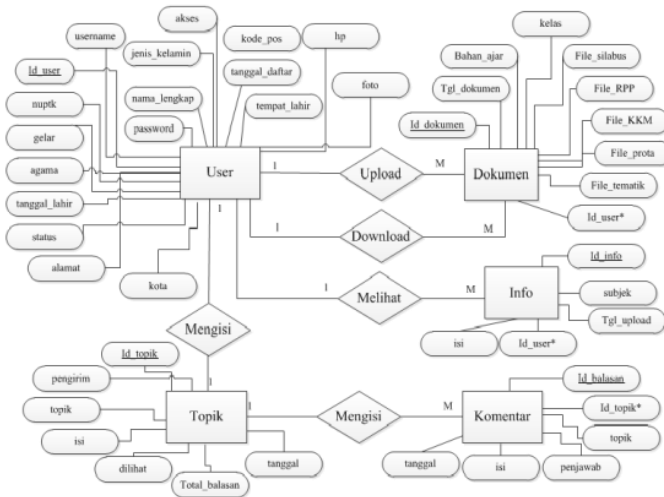 akses
kelas
username
kode_pos
hp
jenis_kelamin
Bahan_ajar
File_silabus
Id_user
tanggal_daftar
foto
Tgl_dokumen
File_RPP
nuptk
nama_lengkap
tempat_lahir
Id_dokumen
File_KKM
gelar
password
File_prota
agama
User
1
Upload
M
Dokumen
File_tematik
tanggal_lahir
1
1
Id_user*
status
Download
M
alamat
Id_info
kota
1
Melihat
M
Info
subjek
Mengisi
Tgl_upload
isi
Id_user*
Id_topik
1
Id_balasan
pengirim
topik
Topik
1
Mengisi
M
Komentar
Id_topik*
isi
topik
dilihat
tanggal
tanggal
isi
penjawab
Total_balasan